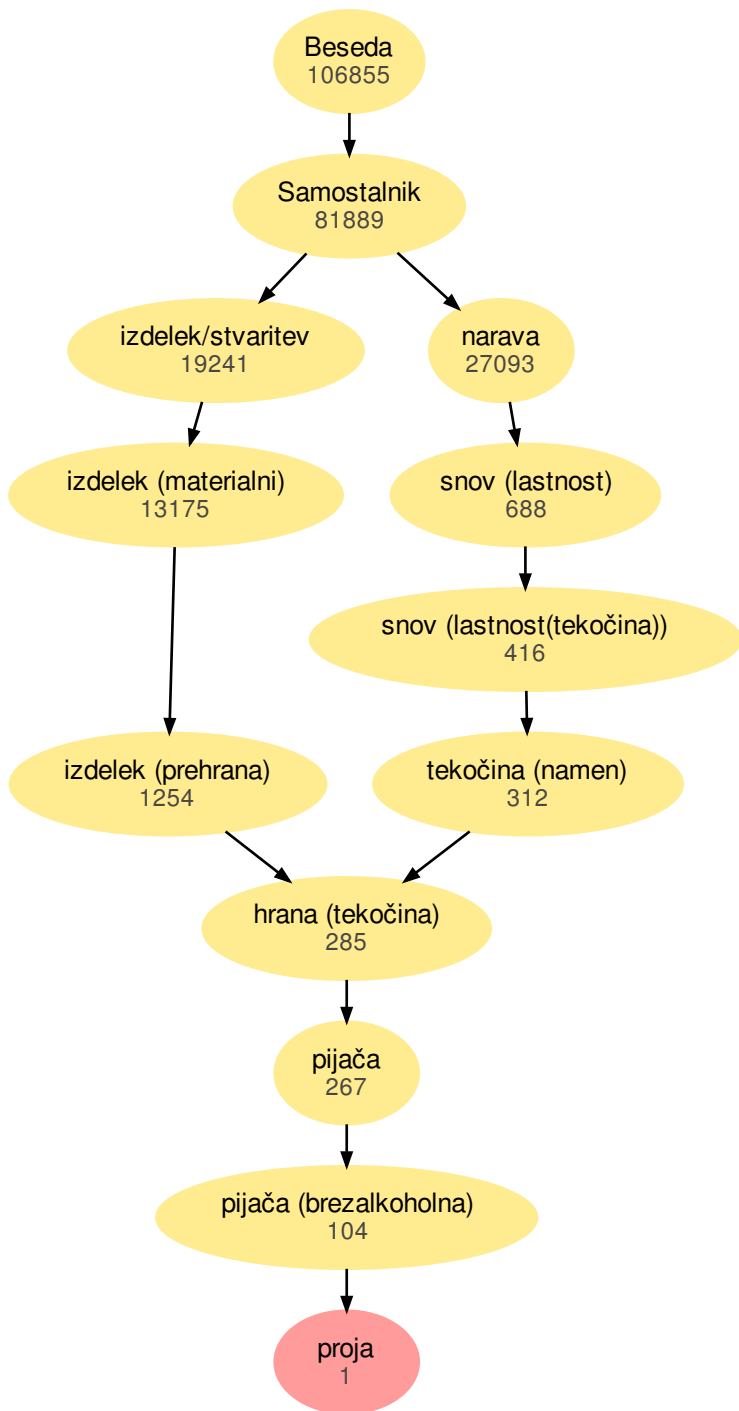 Beseda
106855
Samostalnik
81889
izdelek/stvaritev
19241
narava
27093
izdelek (materialni)
13175
snov (lastnost)
688
snov (lastnost(tekočina))
416
izdelek (prehrana)
1254
tekočina (namen)
312
hrana (tekočina)
285
pijača
267
pijača (brezalkoholna)
104
proja
1